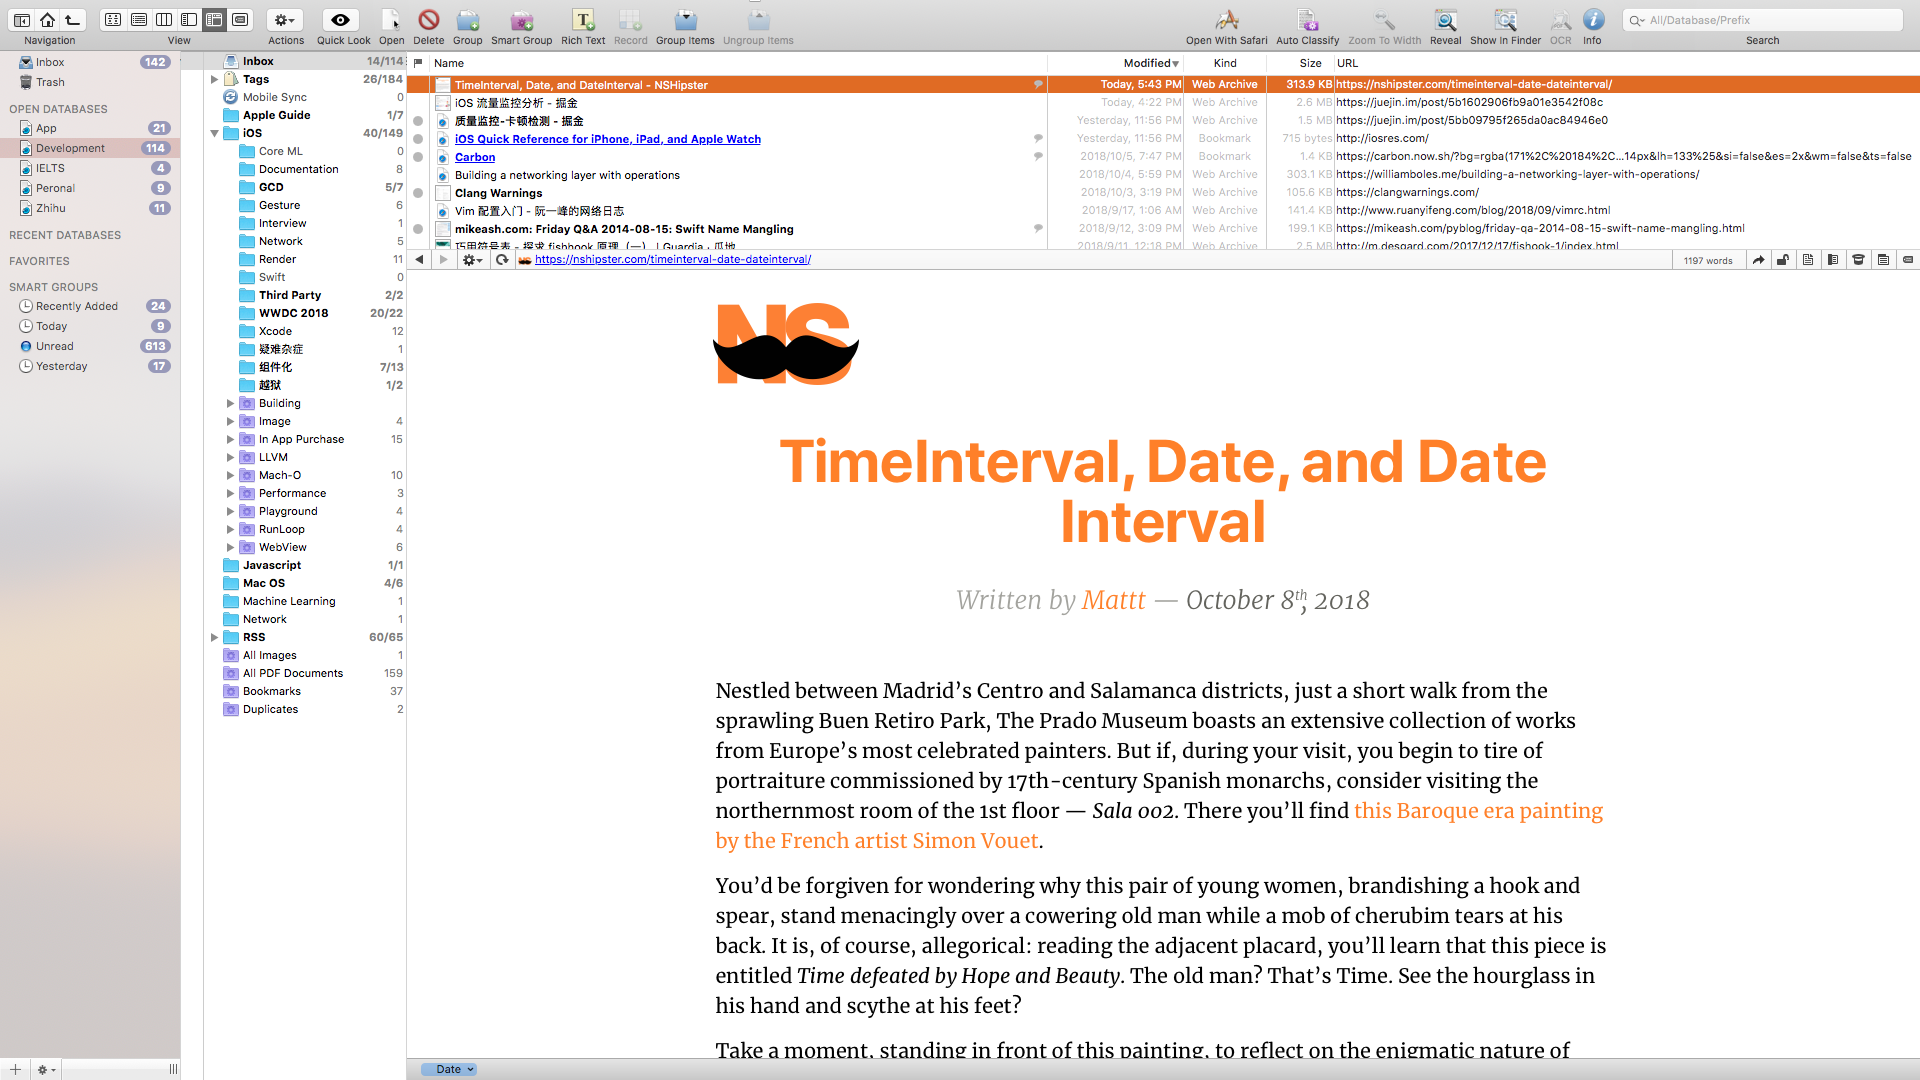 Navigation
View
Actions
Quick Look
Open
Delete
Group
Smart Group
Rich Text
Record
Group Items
Ungroup Items
Open With Safari
Auto Classify
Zoom To Width
Reveal
Show In Finder
OCR
Info
All/Database/Prefix
Search
Inbox 142
Trash
OPEN DATABASES
App 21
Development 114
IELTS 4
Peronal 9
Zhihu 11
RECENT DATABASES
FAVORITES
SMART GROUPS
Recently Added 24
Today 9
Unread 613
Yesterday 17
Inbox 14/114
Tags 26/184
Mobile Sync 0
Apple Guide 1/7
iOS 40/149
Core ML 0
Documentation 8
GCD 5/7
Gesture 6
Interview 1
Network 5
Render 11
Swift 0
Third Party 2/2
WWDC 2018 20/22
Xcode 12
疑难杂症 1
组件化 7/13
越狱 1/2
Building
Image 4
In App Purchase 15
LLVM
Mach-O 10
Performance 3
Playground 4
RunLoop 4
WebView 6
Javascript 1/1
Mac OS 4/6
Machine Learning 1
Network 1
RSS 60/65
All Images 1
All PDF Documents 159
Bookmarks 37
Duplicates 2
Name Modified Kind Size URL
TimeInterval, Date, and DateInterval - NSHipster Today, 5:43 PM Web Archive 313.9 KB https://nshipster.com/timeinterval-date-dateinterval/
iOS 流量监控分析 - 掘金 Today, 4:22 PM Web Archive 2.6 MB https://juejin.im/post/5b1602906fb9a01e3542f08c
质量监控-卡顿检测 - 掘金 Yesterday, 11:56 PM Web Archive 1.5 MB https://juejin.im/post/5bb09795f265da0ac84946e0
iOS Quick Reference for iPhone, iPad, and Apple Watch Yesterday, 11:56 PM Bookmark 715 bytes http://iosres.com/
Carbon 2018/10/5, 7:47 PM Bookmark 1.4 KB https://carbon.now.sh/?bg=rgba(171%2C%20184%2C...14px&lh=133%25&si=false&es=2x&wm=false&ts=false
Building a networking layer with operations 2018/10/4, 5:59 PM Web Archive 303.1 KB https://williamboles.me/building-a-networking-layer-with-operations/
Clang Warnings 2018/10/3, 3:19 PM Web Archive 105.6 KB https://clangwarnings.com/
Vim 配置入门 - 阮一峰的网络日志 2018/9/17, 1:06 AM Web Archive 141.4 KB http://www.ruanyifeng.com/blog/2018/09/vimrc.html
mikeash.com: Friday Q&A 2014-08-15: Swift Name Mangling 2018/9/12, 3:09 PM Web Archive 199.1 KB https://mikeash.com/pyblog/friday-qa-2014-08-15-swift-name-mangling.html
巧用符号表 - 探求 fishhook 原理（一） | Guardia · 瓜地 2018/9/11, 12:18 PM Web Archive 2.5 MB http://m.desgard.com/2017/12/17/fishook-1/index.html
https://nshipster.com/timeinterval-date-dateinterval/ 1197 words
NS
TimeInterval, Date, and Date
Interval
Written by Mattt — October 8th, 2018
Nestled between Madrid’s Centro and Salamanca districts, just a short walk from the
sprawling Buen Retiro Park, The Prado Museum boasts an extensive collection of works
from Europe’s most celebrated painters. But if, during your visit, you begin to tire of
portraiture commissioned by 17th-century Spanish monarchs, consider visiting the
northernmost room of the 1st floor — Sala 002. There you’ll find this Baroque era painting
by the French artist Simon Vouet.
You’d be forgiven for wondering why this pair of young women, brandishing a hook and
spear, stand menacingly over a cowering old man while a mob of cherubim tears at his
back. It is, of course, allegorical: reading the adjacent placard, you’ll learn that this piece is
entitled Time defeated by Hope and Beauty. The old man? That’s Time. See the hourglass in
his hand and scythe at his feet?
Take a moment, standing in front of this painting, to reflect on the enigmatic nature of
Date